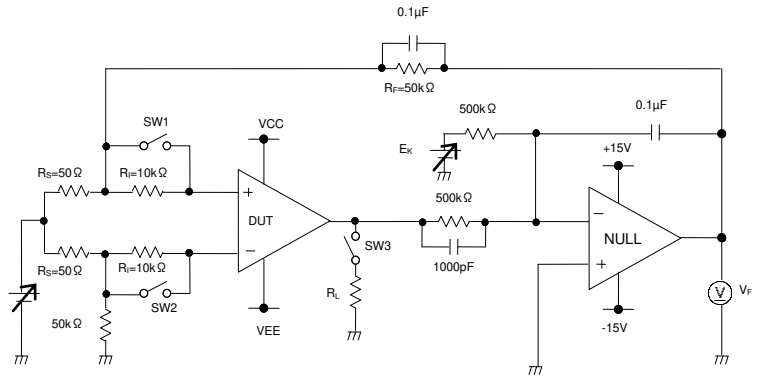 0.1μF
RF=50kΩ
500kΩ
0.1μF
SW1
VCC
EK
+15V
RS=50Ω
RI=10kΩ
+
DUT
500kΩ
−
NULL
−
+
RS=50Ω
RI=10kΩ
SW2
SW3
1000pF
V
VF
50kΩ
RL
VEE
-15V